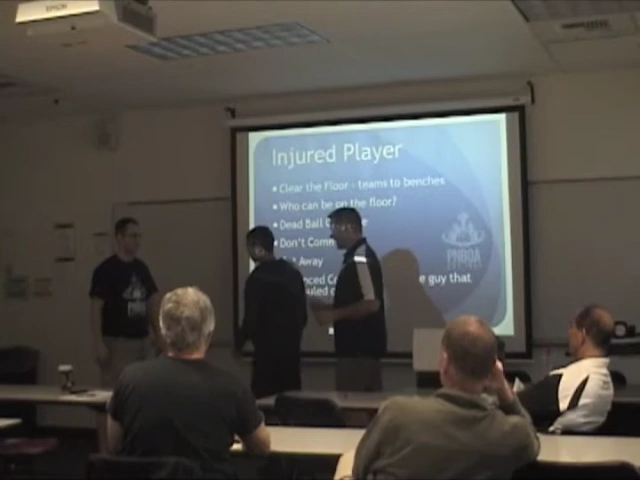 EPSON
Injured Player
• Clear the Floor - teams to benches
• Who can be on the floor?
• Dead Ball
• Don't
Away
guy that
PNBOA